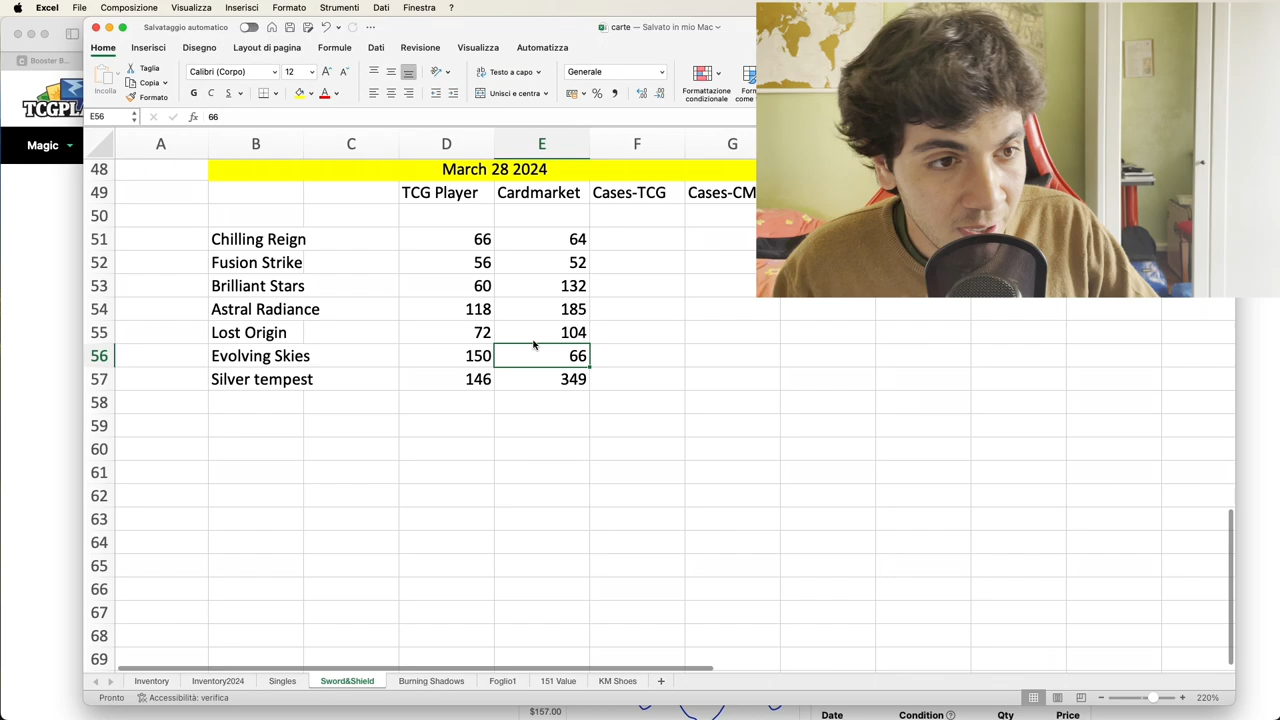 Excel File Composizione Visualizza Inserisci Formato Strumenti Dati Finestra ?
Salvataggio automatico carte — Salvato in mio Mac
Booster B...
Home Inserisci Disegno Layout di pagina Formule Dati Revisione Visualizza Automatizza
Incolla Taglia Copia Formato
Calibri (Corpo) 12 A A
G C S A
Testo a capo
Unisci e centra
Generale
%
Formattazione condizionale
Magic
E56 fx 66
A B C D E F G
48 March 28 2024
49 TCG Player Cardmarket Cases-TCG Cases-CM
50
51 Chilling Reign 66 64
52 Fusion Strike 56 52
53 Brilliant Stars 60 132
54 Astral Radiance 118 185
55 Lost Origin 72 104
56 Evolving Skies 150 66
57 Silver tempest 146 349
58
59
60
61
62
63
64
65
66
67
68
69
Inventory Inventory2024 Singles Sword&Shield Burning Shadows Foglio1 151 Value KM Shoes +
Pronto Accessibilità: verifica 220%
$157.00 Date Condition Qty Price